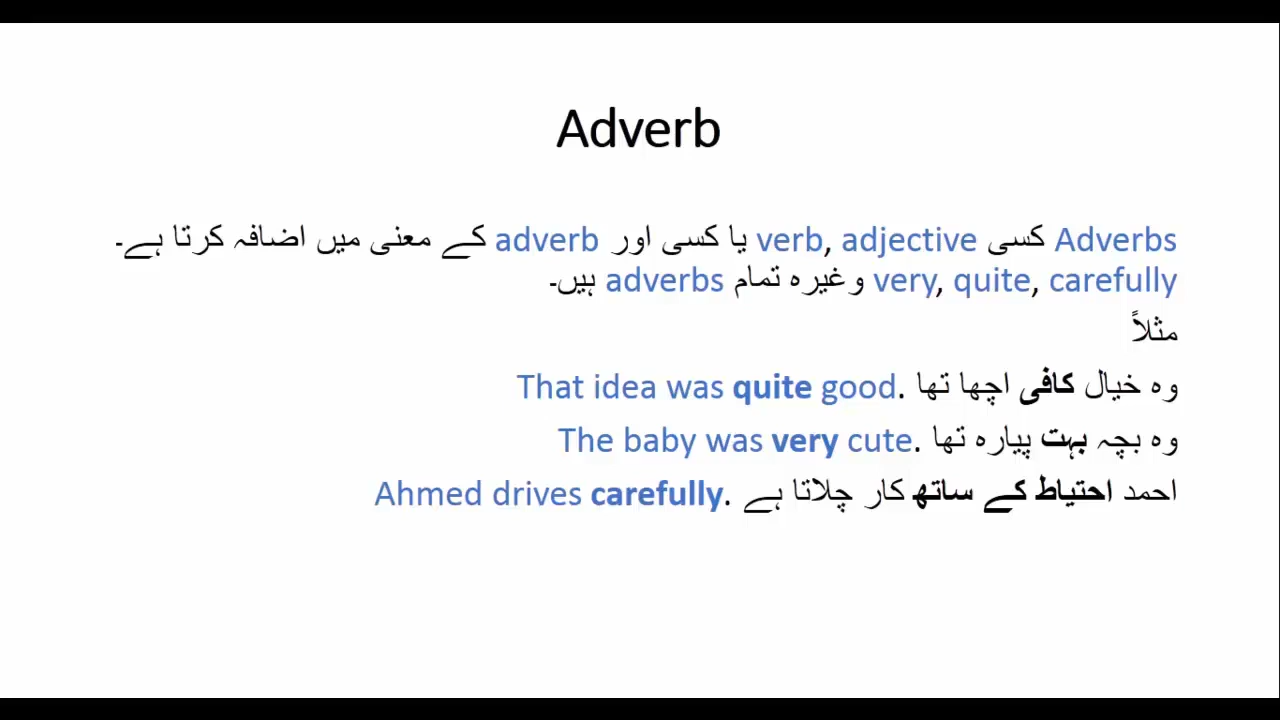 Adverb
Adverbs کسی verb, adjective یا کسی اور adverb کے معنی میں اضافہ کرتا ہے۔
very, quite, carefully وغیرہ تمام adverbs ہیں۔
مثلاً
وہ خیال کافی اچھا تھا .That idea was quite good
وہ بچہ بہت پیارہ تھا .The baby was very cute
احمد احتیاط کے ساتھ کار چلاتا ہے .Ahmed drives carefully